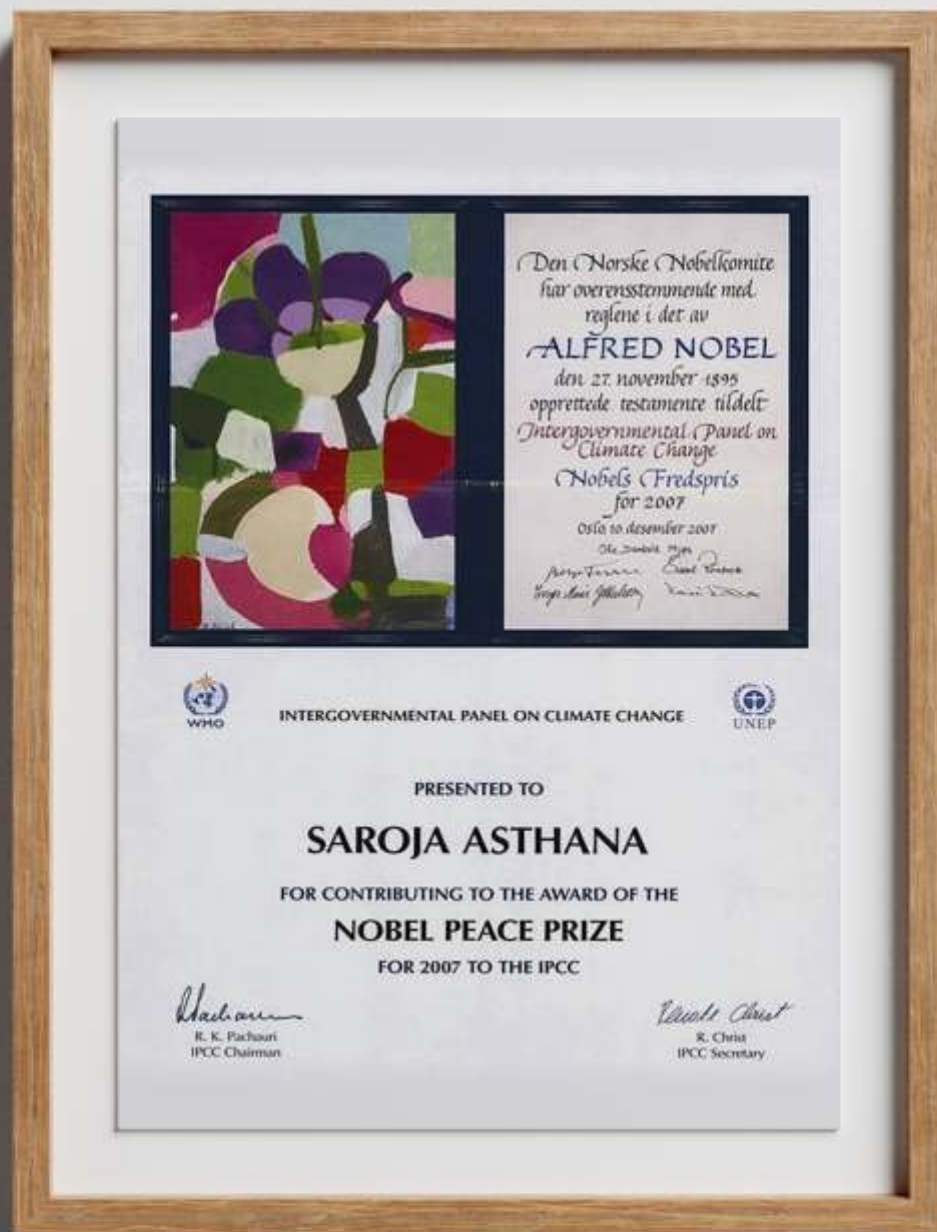 Den Norske Nobelkomite
har overensstemmende med
reglene i det av
ALFRED NOBEL
den 27. november 1895
opprettede testamente tildelt
Intergovernmental Panel on
Climate Change
Nobels Fredspris
for 2007
Oslo, 10 desember 2007
WMO
INTERGOVERNMENTAL PANEL ON CLIMATE CHANGE
UNEP
PRESENTED TO
SAROJA ASTHANA
FOR CONTRIBUTING TO THE AWARD OF THE
NOBEL PEACE PRIZE
FOR 2007 TO THE IPCC
R. K. Pachauri
IPCC Chairman
Renate Christ
R. Christ
IPCC Secretary